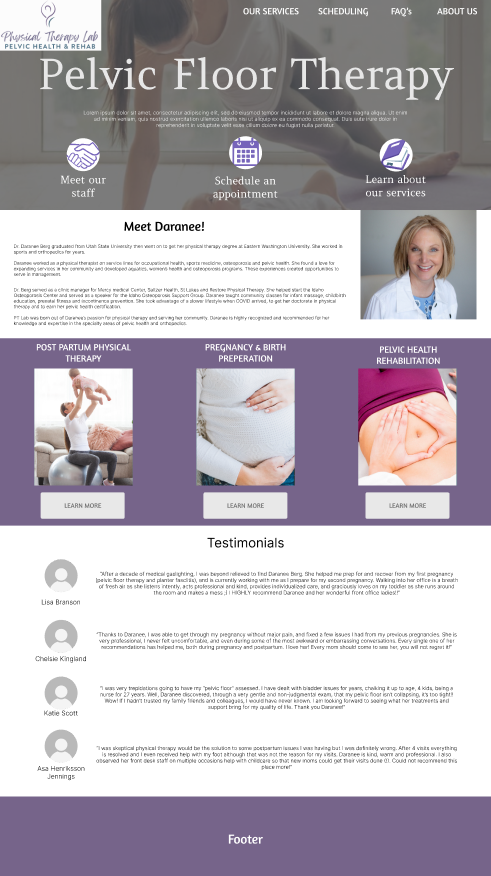 Physical Therapy Lab
PELVIC HEALTH & REHAB
OUR SERVICES SCHEDULING FAQ's ABOUT US
Pelvic Floor Therapy
Lorem ipsum dolor sit amet, consectetur adipiscing elit, sed do eiusmod tempor incididunt ut labore et dolore magna aliqua. Ut enim
ad minim veniam, quis nostrud exercitation ullamco laboris nisi ut aliquip ex ea commodo consequat. Duis aute irure dolor in
reprehenderit in voluptate velit esse cillum dolore eu fugiat nulla pariatur.
Meet our
staff
Schedule an
appointment
Learn about
our services
Meet Daranee!
Dr. Daranee Berg graduated from Utah State University then went on to get her physical therapy degree at Eastern Washington University. She worked in
sports and orthopedics for years.
Daranee worked as a physical therapist on service lines for occupational health, sports medicine, osteoporosis and pelvic health. She found a love for
expanding services in her community and developed aquatics, women's health and osteoporosis programs. These experiences created opportunities to
serve in management.
Dr. Berg served as a clinic manager for Mercy medical Center, Saltzer Health, St.Lukes and Restore Physical Therapy. She helped start the Idaho
Osteoporosis Center and served as a speaker for the Idaho Osteoporosis Support Group. Daranee taught community classes for infant massage, childbirth
education, prenatal fitness and incontinence prevention. She took advantage of a slower lifestyle when COVID arrived, to get her doctorate in physical
therapy and to earn her pelvic health certification.
PT Lab was born out of Daranee's passion for physical therapy and serving her community. Daranee is highly recognized and recommended for her
knowledge and expertise in the specialty areas of pelvic health and orthopedics.
POST PARTUM PHYSICAL
THERAPY
PREGNANCY & BIRTH
PREPERATION
PELVIC HEALTH
REHABILITATION
LEARN MORE
LEARN MORE
LEARN MORE
Testimonials
"After a decade of medical gaslighting, I was beyond relieved to find Daranee Berg. She helped me prep for and recover from my first pregnancy
(pelvic floor therapy and planter fasciitis), and is currently working with me as I prepare for my second pregnancy. Walking into her office is a breath
of fresh air as she listens intently, acts professional and kind, provides individualized care, and graciously loves on my toddler as she runs around
the room and makes a mess ;) I HIGHLY recommend Daranee and her wonderful front office ladies!!"
Lisa Branson
"Thanks to Daranee, I was able to get through my pregnancy without major pain, and fixed a few issues I had from my previous pregnancies. She is
very professional, I never felt uncomfortable, and even during some of the most awkward or embarrassing conversations. Every single one of her
recommendations has helped me, both during pregnancy and postpartum. I love her! Every mom should come to see her, you will not regret it!"
Chelsie Kingland
"I was very trepidations going to have my "pelvic floor" assessed. I have dealt with bladder issues for years, chalking it up to age, 4 kids, being a
nurse for 27 years. Well, Daranee discovered, through a very gentle and non-judgmental exam, that my pelvic floor isn't collapsing, it's too tight!!
Wow! If I hadn't trusted my family friends and colleagues, I would have never known. I am looking forward to seeing what her treatments and
support bring for my quality of life. Thank you Daranee!"
Katie Scott
"I was skeptical physical therapy would be the solution to some postpartum issues I was having but I was definitely wrong. After 4 visits everything
is resolved and I even received help with my foot although that was not the reason for my visits. Daranee is kind, warm and professional. I also
observed her front desk staff on multiple occasions help with childcare so that new moms could get their visits done (!). Could not recommend this
place more!"
Asa Henriksson
Jennings
Footer